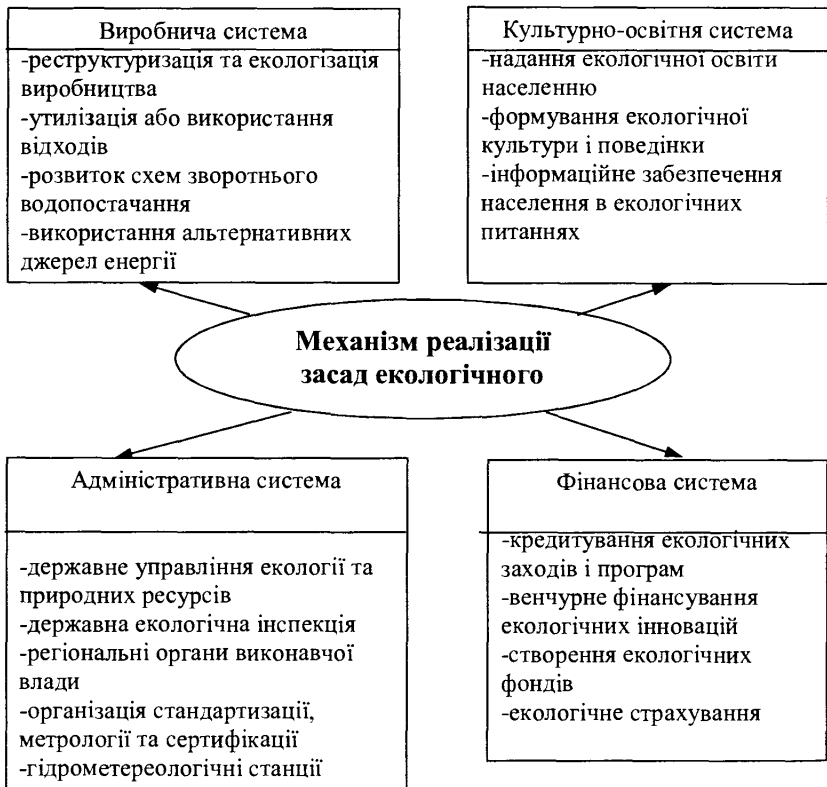 Виробнича система
-реструктуризація та екологізація
виробництва
-утилізація або використання
відходів
-розвиток схем зворотнього
водопостачання
-використання альтернативних
джерел енергії
Культурно-освітня система
-надання екологічної освіти
населенню
-формування екологічної
культури і поведінки
-інформаційне забезпечення
населення в екологічних
питаннях
Механізм реалізації
засад екологічного
Адміністративна система
-державне управління екології та
природних ресурсів
-державна екологічна інспекція
-регіональні органи виконавчої
влади
-організація стандартизації,
метрології та сертифікації
-гідрометереологічні станції
Фінансова система
-кредитування екологічних
заходів і програм
-венчурне фінансування
екологічних інновацій
-створення екологічних
фондів
-екологічне страхування